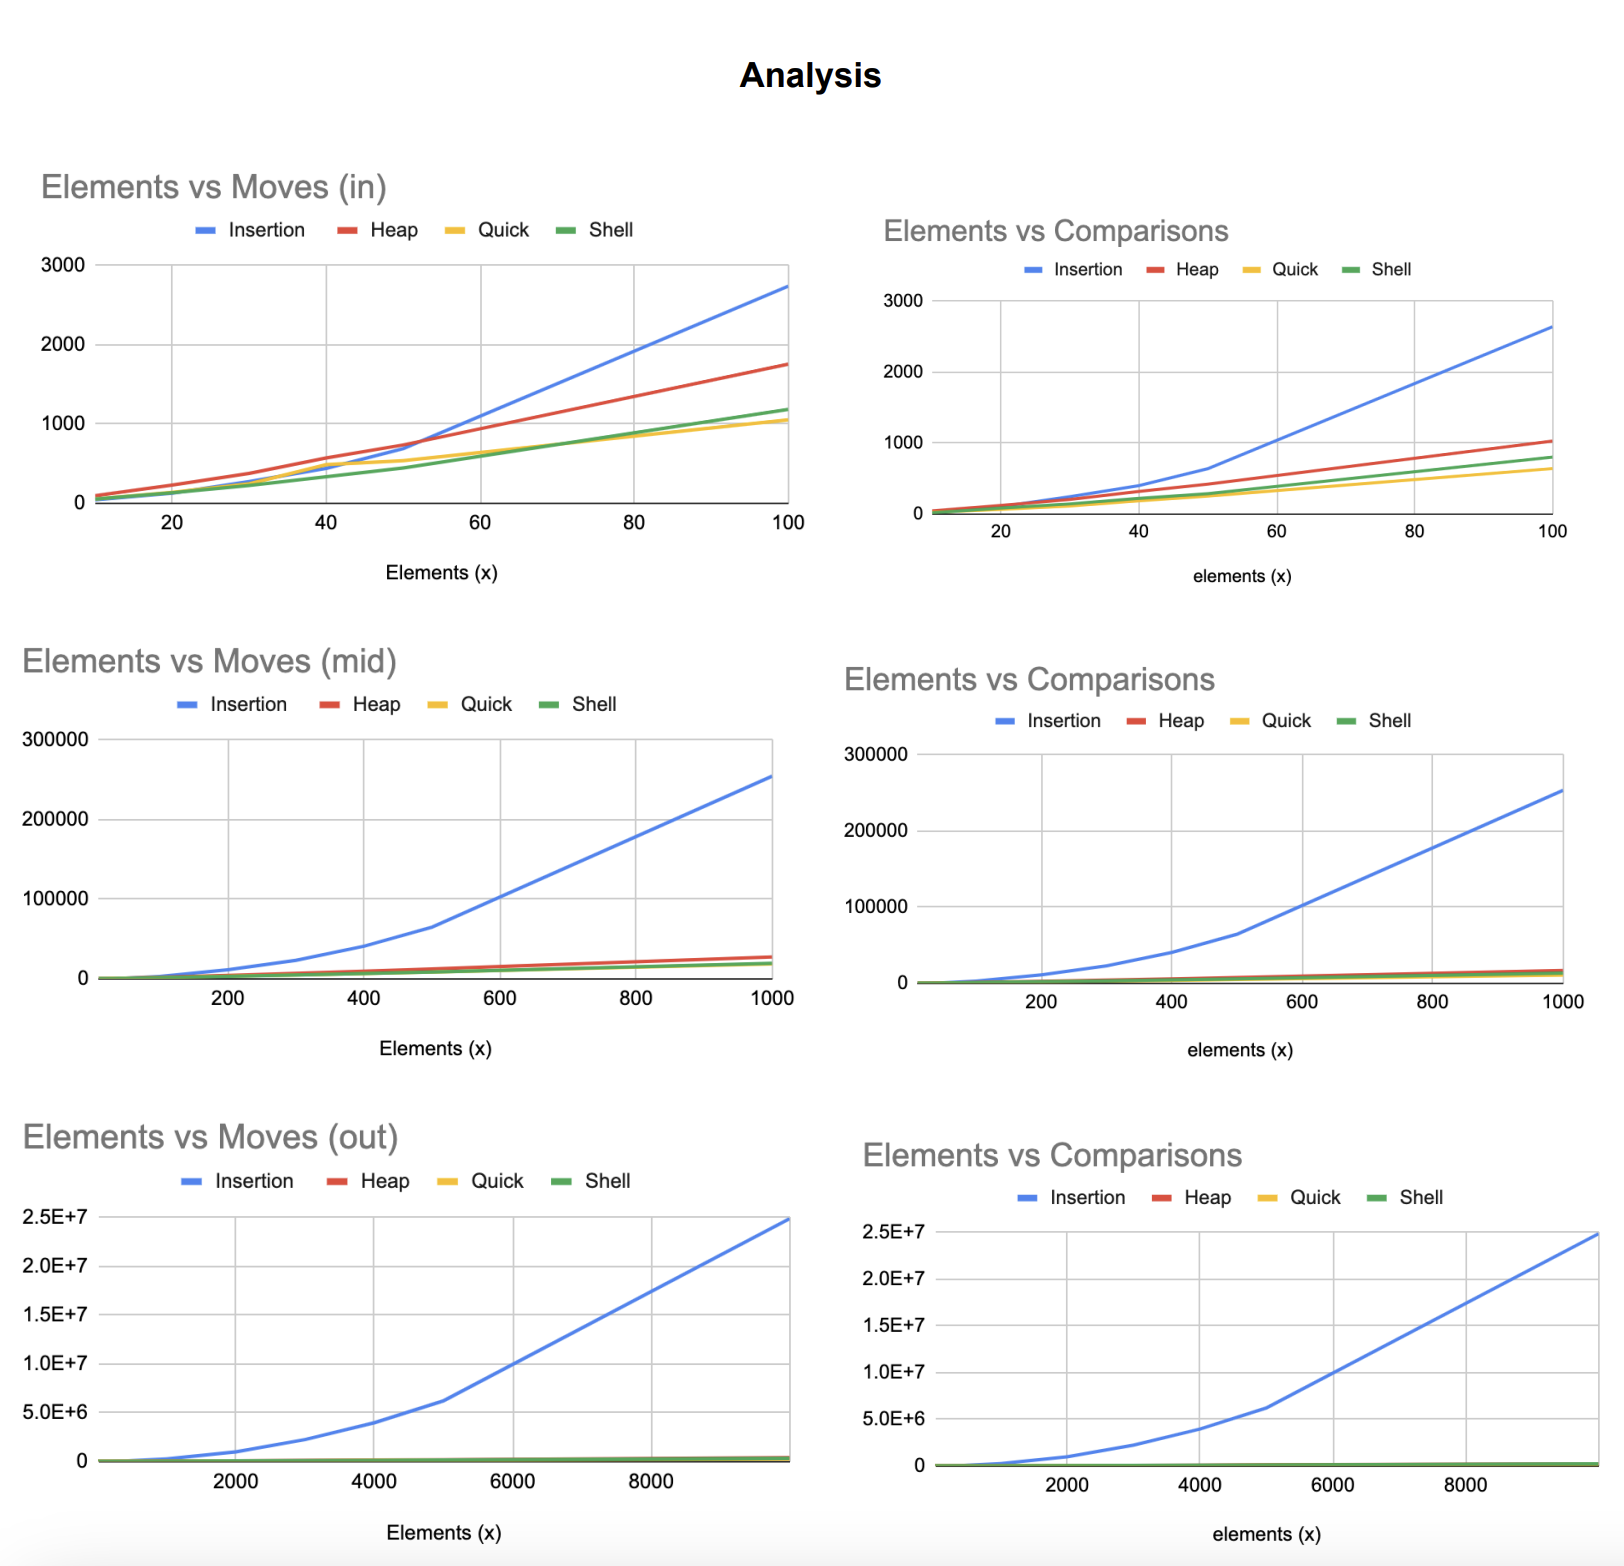 Analysis
Elements vs Moves (in)
Insertion Heap Quick Shell
3000
2000
1000
0
20 40 60 80 100
Elements (x)
Elements vs Comparisons
Insertion Heap Quick Shell
3000
2000
1000
0
20 40 60 80 100
elements (x)
Elements vs Moves (mid)
Insertion Heap Quick Shell
300000
200000
100000
0
200 400 600 800 1000
Elements (x)
Elements vs Comparisons
Insertion Heap Quick Shell
300000
200000
100000
0
200 400 600 800 1000
elements (x)
Elements vs Moves (out)
Insertion Heap Quick Shell
2.5E+7
2.0E+7
1.5E+7
1.0E+7
5.0E+6
0
2000 4000 6000 8000
Elements (x)
Elements vs Comparisons
Insertion Heap Quick Shell
2.5E+7
2.0E+7
1.5E+7
1.0E+7
5.0E+6
0
2000 4000 6000 8000
elements (x)